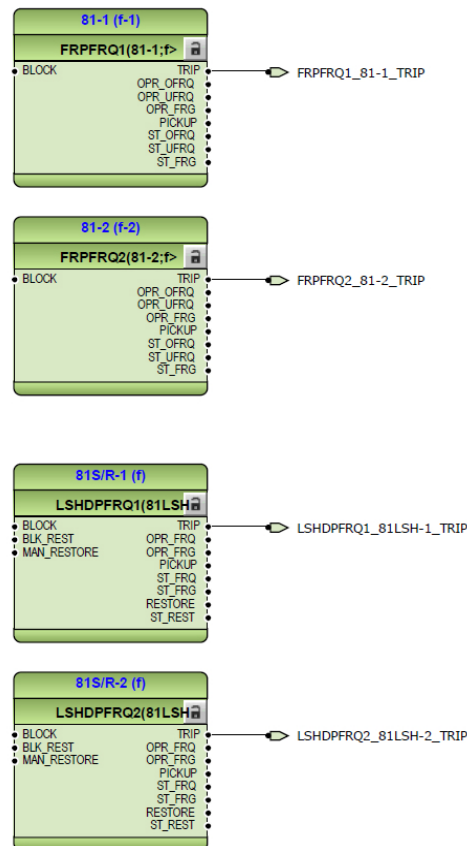 81-1 (f-1)
FRPFRQ1(81-1;f>
BLOCK TRIP FRPFRQ1_81-1_TRIP
OPR_OFRQ
OPR_UFRQ
OPR_FRG
PICKUP
ST_OFRQ
ST_UFRQ
ST_FRG
81-2 (f-2)
FRPFRQ2(81-2;f>
BLOCK TRIP FRPFRQ2_81-2_TRIP
OPR_OFRQ
OPR_UFRQ
OPR_FRG
PICKUP
ST_OFRQ
ST_UFRQ
ST_FRG
81S/R-1 (f)
LSHDPFRQ1(81LSH
BLOCK TRIP LSHDPFRQ1_81LSH-1_TRIP
BLK_REST OPR_FRQ
MAN_RESTORE OPR_FRG
PICKUP
ST_FRQ
ST_FRG
RESTORE
ST_REST
81S/R-2 (f)
LSHDPFRQ2(81LSH
BLOCK TRIP LSHDPFRQ2_81LSH-2_TRIP
BLK_REST OPR_FRQ
MAN_RESTORE OPR_FRG
PICKUP
ST_FRQ
ST_FRG
RESTORE
ST_REST